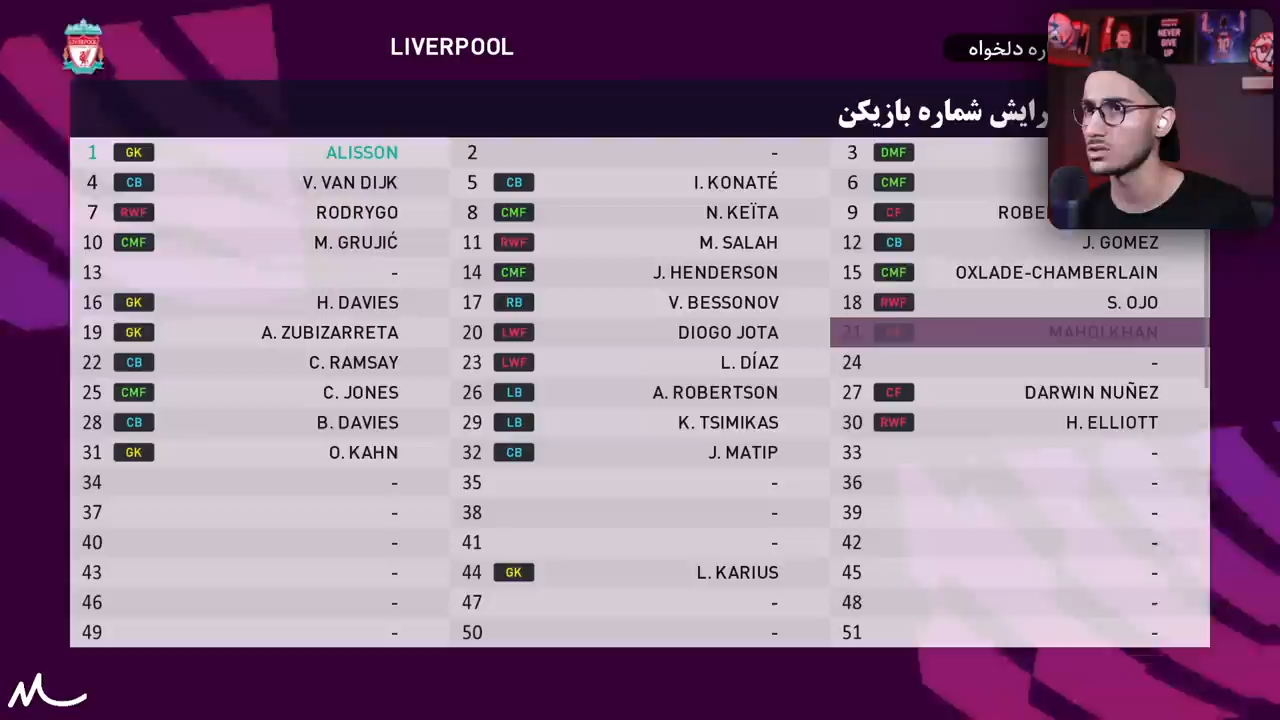 LIVERPOOL
ره دلخواه
NEVER GIVE UP
رایش شماره بازیکن
1 GK ALISSON 2 - 3 DMF
4 CB V. VAN DIJK 5 CB I. KONATÉ 6 CMF
7 RWF RODRYGO 8 CMF N. KEÏTA 9 CF ROBE
10 CMF M. GRUJIĆ 11 RWF M. SALAH 12 CB J. GOMEZ
13 - 14 CMF J. HENDERSON 15 CMF OXLADE-CHAMBERLAIN
16 GK H. DAVIES 17 RB V. BESSONOV 18 RWF S. OJO
19 GK A. ZUBIZARRETA 20 LWF DIOGO JOTA 21 MAHDI KHAN
22 CB C. RAMSAY 23 LWF L. DÍAZ 24 -
25 CMF C. JONES 26 LB A. ROBERTSON 27 CF DARWIN NUÑEZ
28 CB B. DAVIES 29 LB K. TSIMIKAS 30 RWF H. ELLIOTT
31 GK O. KAHN 32 CB J. MATIP 33 -
34 - 35 - 36 -
37 - 38 - 39 -
40 - 41 - 42 -
43 - 44 GK L. KARIUS 45 -
46 - 47 - 48 -
49 - 50 - 51 -